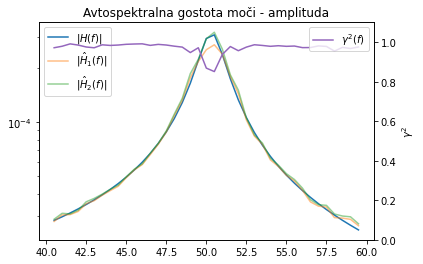 Avtospektralna gostota moči - amplituda
|H(f)|
|Ĥ₁(f)|
|Ĥ₂(f)|
γ²(f)
10⁻⁴
1.0
0.8
0.6
0.4
0.2
0.0
γ²
40.0 42.5 45.0 47.5 50.0 52.5 55.0 57.5 60.0